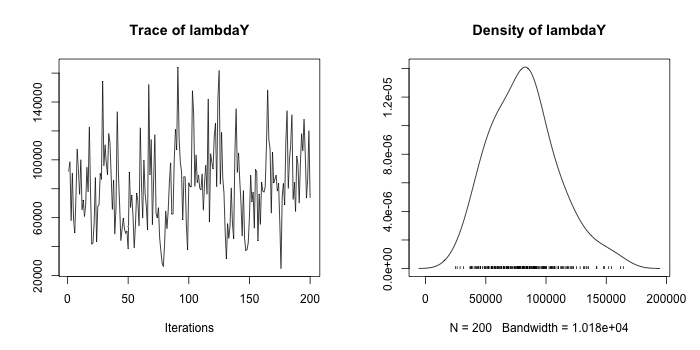 Trace of lambdaY
20000
60000
100000
140000
0
50
100
150
200
Iterations
Density of lambdaY
0.0e+00
4.0e-06
8.0e-06
1.2e-05
0
50000
100000
150000
200000
N = 200 Bandwidth = 1.018e+04